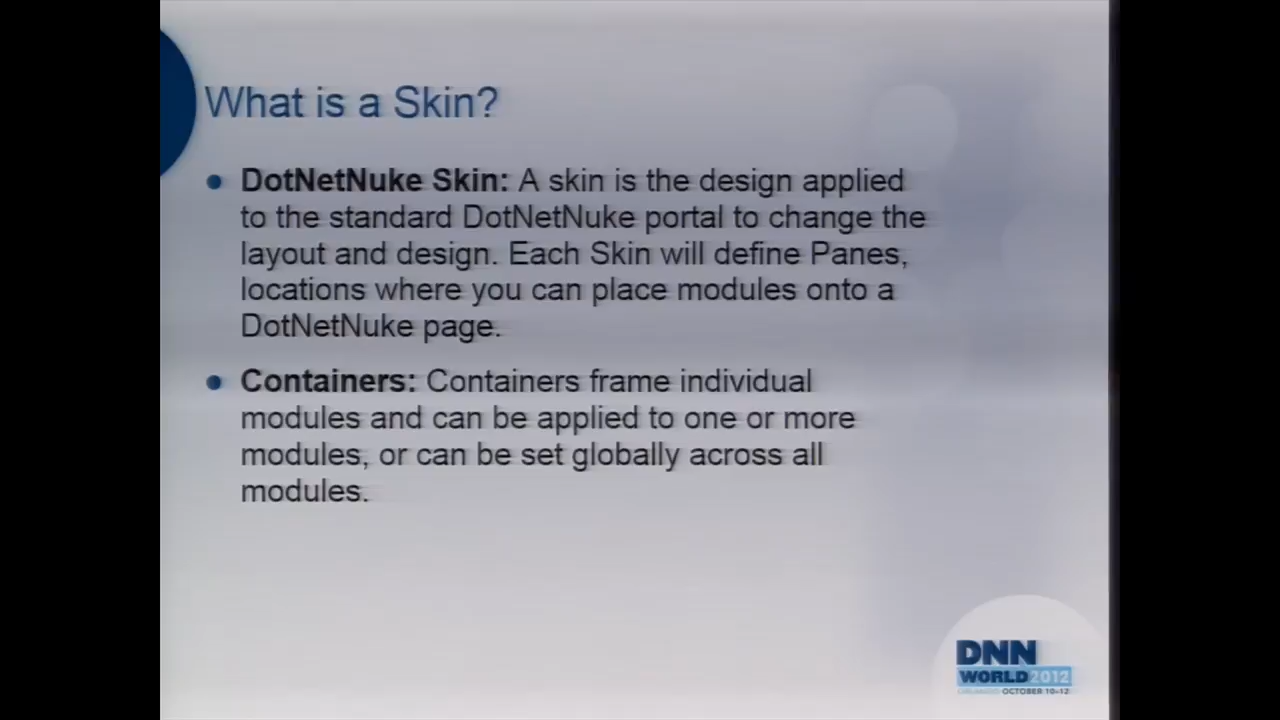 What is a Skin?
DotNetNuke Skin: A skin is the design applied
to the standard DotNetNuke portal to change the
layout and design. Each Skin will define Panes,
locations where you can place modules onto a
DotNetNuke page.
Containers: Containers frame individual
modules and can be applied to one or more
modules, or can be set globally across all
modules.
DNN
WORLD 2012
ORLANDO OCTOBER 10-12